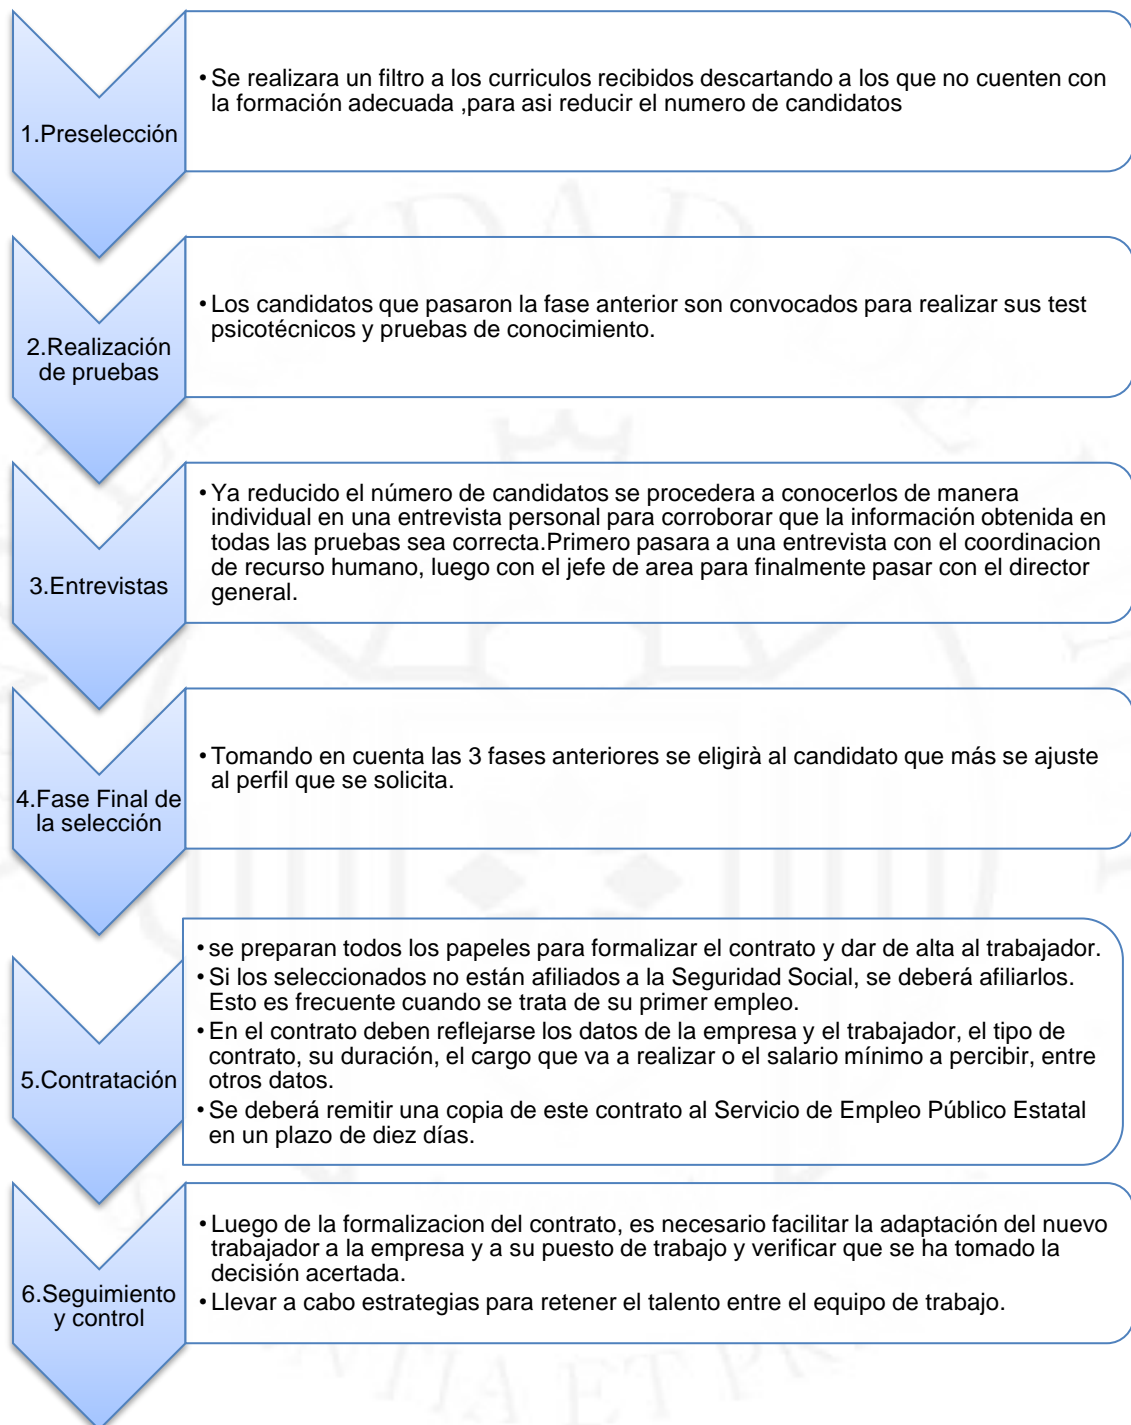 1.Preselección
• Se realizara un filtro a los curriculos recibidos descartando a los que no cuenten con
la formación adecuada ,para asi reducir el numero de candidatos
2.Realización
de pruebas
• Los candidatos que pasaron la fase anterior son convocados para realizar sus test
psicotécnicos y pruebas de conocimiento.
3.Entrevistas
• Ya reducido el número de candidatos se procedera a conocerlos de manera
individual en una entrevista personal para corroborar que la información obtenida en
todas las pruebas sea correcta.Primero pasara a una entrevista con el coordinacion
de recurso humano, luego con el jefe de area para finalmente pasar con el director
general.
4.Fase Final de
la selección
• Tomando en cuenta las 3 fases anteriores se eligirà al candidato que más se ajuste
al perfil que se solicita.
5.Contratación
• se preparan todos los papeles para formalizar el contrato y dar de alta al trabajador.
• Si los seleccionados no están afiliados a la Seguridad Social, se deberá afiliarlos.
Esto es frecuente cuando se trata de su primer empleo.
• En el contrato deben reflejarse los datos de la empresa y el trabajador, el tipo de
contrato, su duración, el cargo que va a realizar o el salario mínimo a percibir, entre
otros datos.
• Se deberá remitir una copia de este contrato al Servicio de Empleo Público Estatal
en un plazo de diez días.
6.Seguimiento
y control
• Luego de la formalizacion del contrato, es necesario facilitar la adaptación del nuevo
trabajador a la empresa y a su puesto de trabajo y verificar que se ha tomado la
decisión acertada.
• Llevar a cabo estrategias para retener el talento entre el equipo de trabajo.